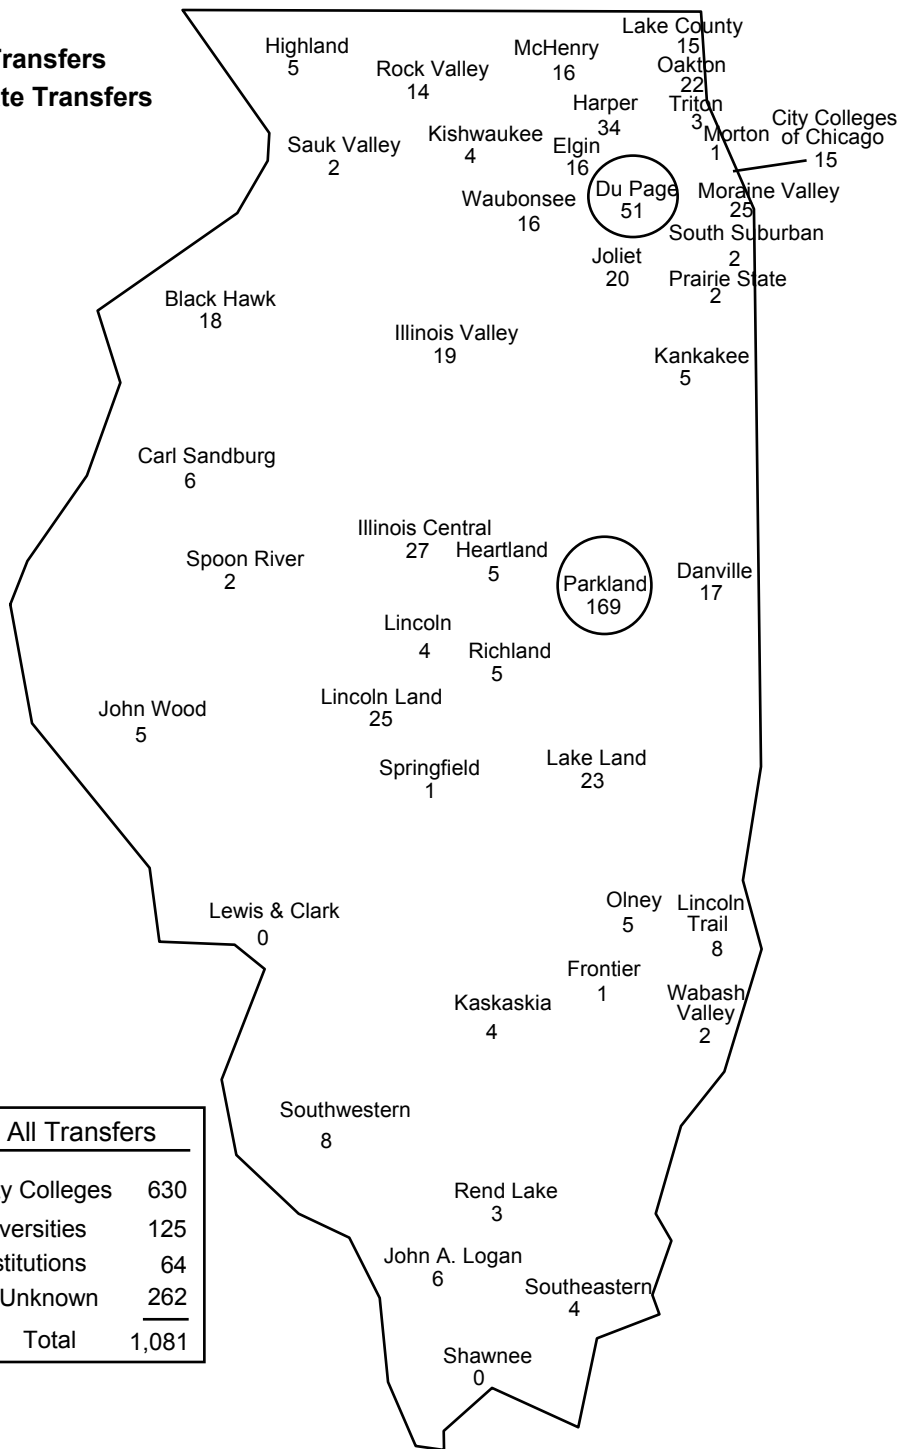 ransfers
te Transfers
Highland
5
Rock Valley
14
McHenry
16
Lake County
15
Oakton
22
Triton
3
Morton
1
City Colleges
of Chicago
15
Harper
34
Sauk Valley
2
Kishwaukee
4
Elgin
16
Waubonsee
16
Du Page
51
Moraine Valley
25
South Suburban
2
Joliet
20
Prairie State
2
Black Hawk
18
Illinois Valley
19
Kankakee
5
Carl Sandburg
6
Illinois Central
27
Heartland
5
Spoon River
2
Parkland
169
Danville
17
Lincoln
4
Richland
5
Lincoln Land
25
John Wood
5
Springfield
1
Lake Land
23
Lewis & Clark
0
Olney
5
Lincoln
Trail
8
Frontier
1
Kaskaskia
4
Wabash
Valley
2
Southwestern
8
Rend Lake
3
John A. Logan
6
Southeastern
4
Shawnee
0
All Transfers
y Colleges 630
versities 125
stitutions 64
Unknown 262
Total 1,081